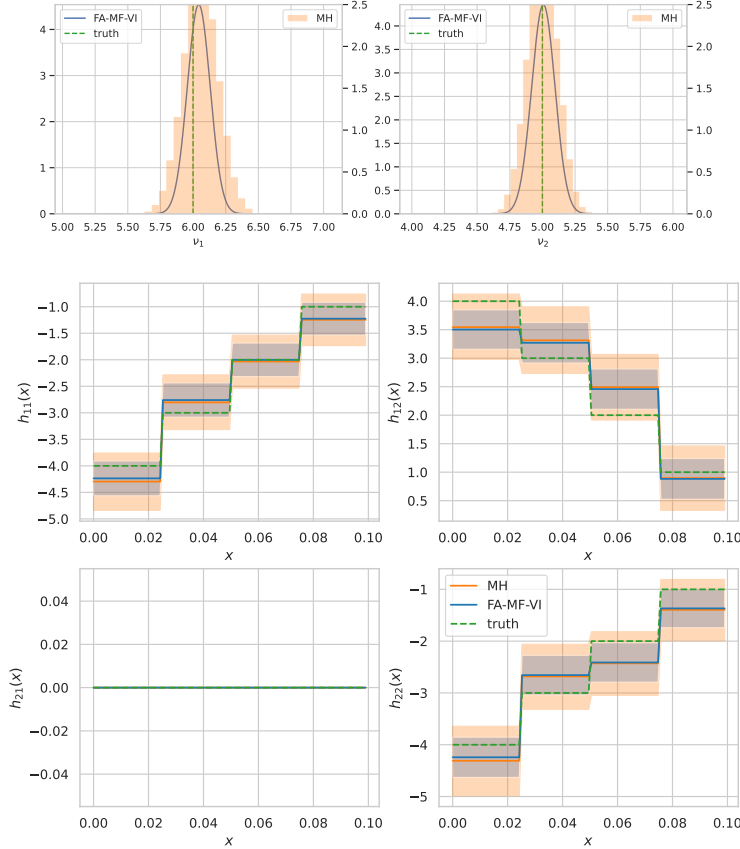 FA-MF-VI
truth
MH
4
3
2
1
0
2.5
2.0
1.5
1.0
0.5
0.0
5.00 5.25 5.50 5.75 6.00 6.25 6.50 6.75 7.00
ν1
FA-MF-VI
truth
MH
4.0
3.5
3.0
2.5
2.0
1.5
1.0
0.5
0.0
2.5
2.0
1.5
1.0
0.5
0.0
4.00 4.25 4.50 4.75 5.00 5.25 5.50 5.75 6.00
ν2
h11(x)
−1.0
−1.5
−2.0
−2.5
−3.0
−3.5
−4.0
−4.5
−5.0
0.00 0.02 0.04 0.06 0.08 0.10
x
h12(x)
4.0
3.5
3.0
2.5
2.0
1.5
1.0
0.5
0.00 0.02 0.04 0.06 0.08 0.10
x
h21(x)
0.04
0.02
0.00
−0.02
−0.04
0.00 0.02 0.04 0.06 0.08 0.10
x
MH
FA-MF-VI
truth
h22(x)
−1
−2
−3
−4
−5
0.00 0.02 0.04 0.06 0.08 0.10
x